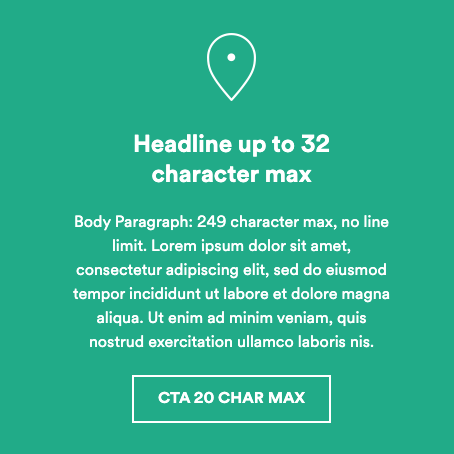 Headline up to 32
character max
Body Paragraph: 249 character max, no line
limit. Lorem ipsum dolor sit amet,
consectetur adipiscing elit, sed do eiusmod
tempor incididunt ut labore et dolore magna
aliqua. Ut enim ad minim veniam, quis
nostrud exercitation ullamco laboris nis.
CTA 20 CHAR MAX